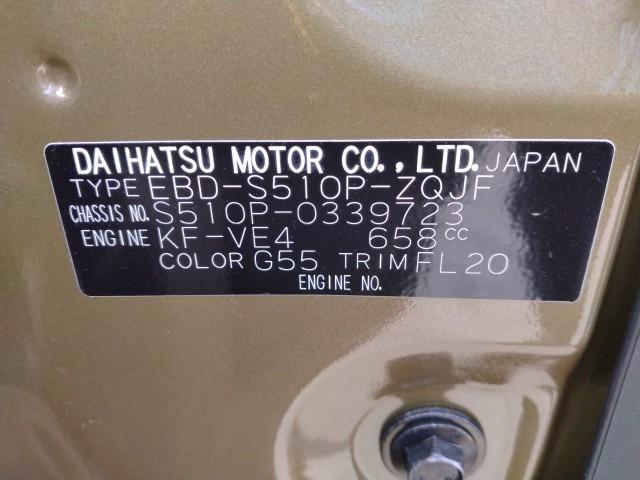 DAIHATSU MOTOR CO., LTD. JAPAN
TYPE EBD-S510P-ZQJF
CHASSIS NO. S510P-0339723
ENGINE KF-VE4 658cc
COLOR G55 TRIM FL20
ENGINE NO.